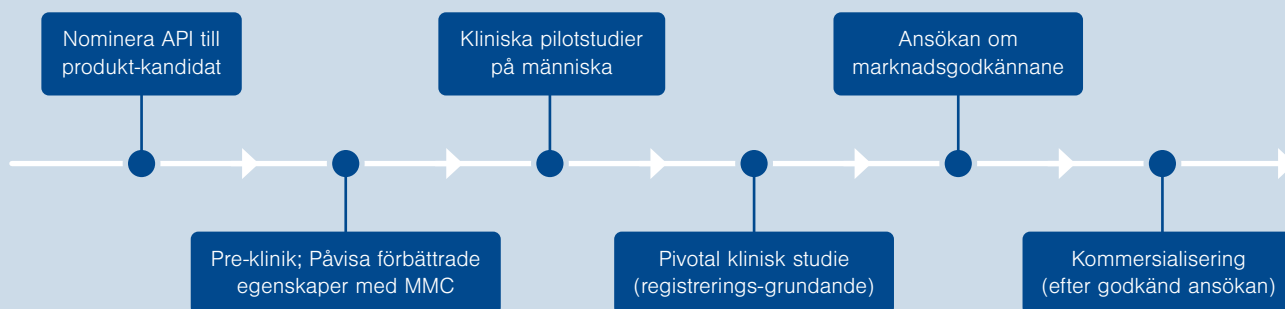 Nominera API till
produkt-kandidat
Pre-klinik; Påvisa förbättrade
egenskaper med MMC
Kliniska pilotstudier
på människa
Pivotal klinisk studie
(registrerings-grundande)
Ansökan om
marknadsgodkännane
Kommersialisering
(efter godkänd ansökan)